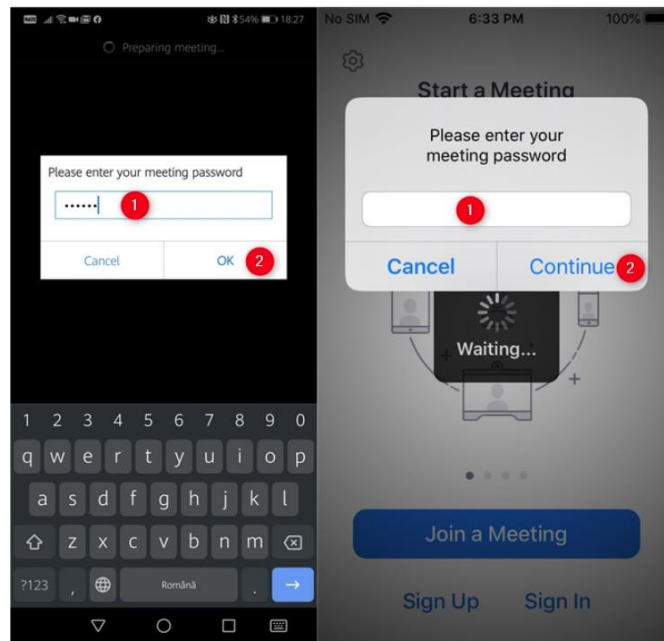 54% 18:27
Preparing meeting...
Please enter your meeting password
••••••
1
Cancel
OK
2
1 2 3 4 5 6 7 8 9 0
q w e r t y u i o p
a s d f g h j k l
z x c v b n m
?123 , Română .
No SIM 6:33 PM 100%
Start a Meeting
Please enter your
meeting password
1
Cancel
Continue
2
Waiting...
Join a Meeting
Sign Up
Sign In